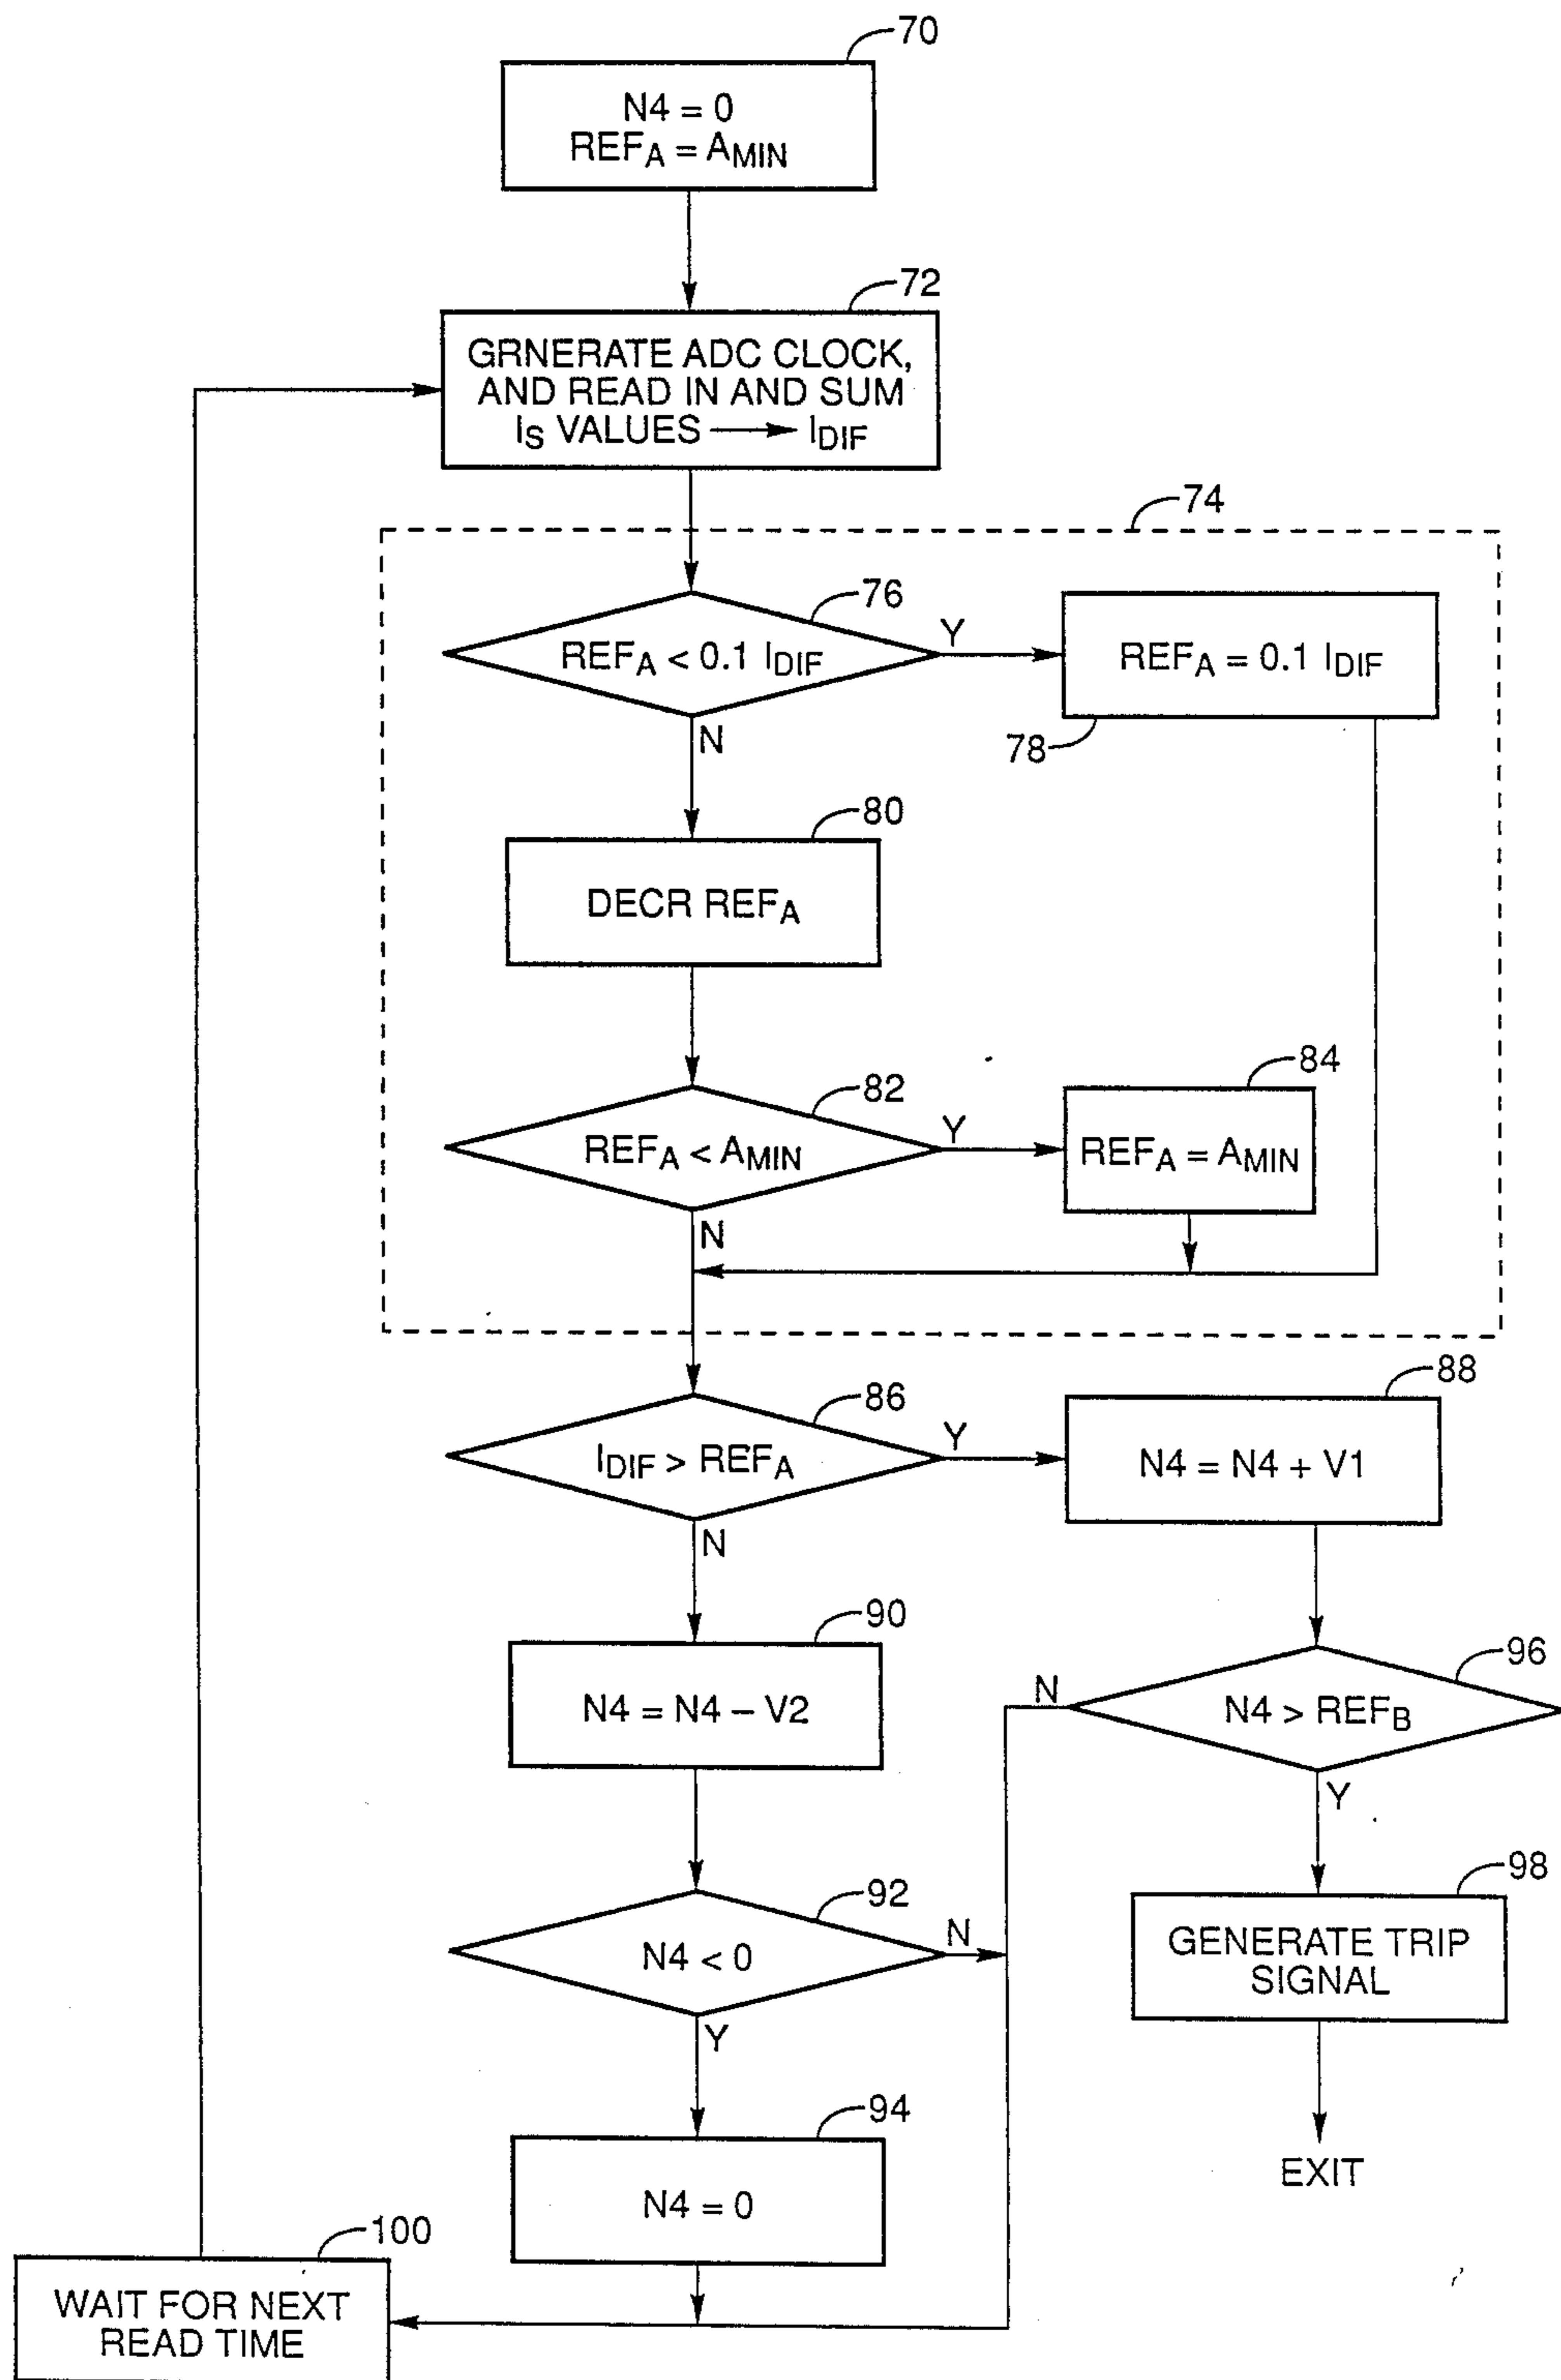 70
N4 = 0
REFA = AMIN
72
GRNERATE ADC CLOCK,
AND READ IN AND SUM
IS VALUES ⟶ IDIF
74
76
REFA < 0.1 IDIF
Y
REFA = 0.1 IDIF
78
N
80
DECR REFA
82
REFA < AMIN
Y
84
REFA = AMIN
N
86
IDIF > REFA
Y
88
N4 = N4 + V1
N
90
N4 = N4 – V2
96
N
N4 > REFB
Y
92
N4 < 0
N
98
GENERATE TRIP
SIGNAL
Y
94
N4 = 0
EXIT
100
WAIT FOR NEXT
READ TIME